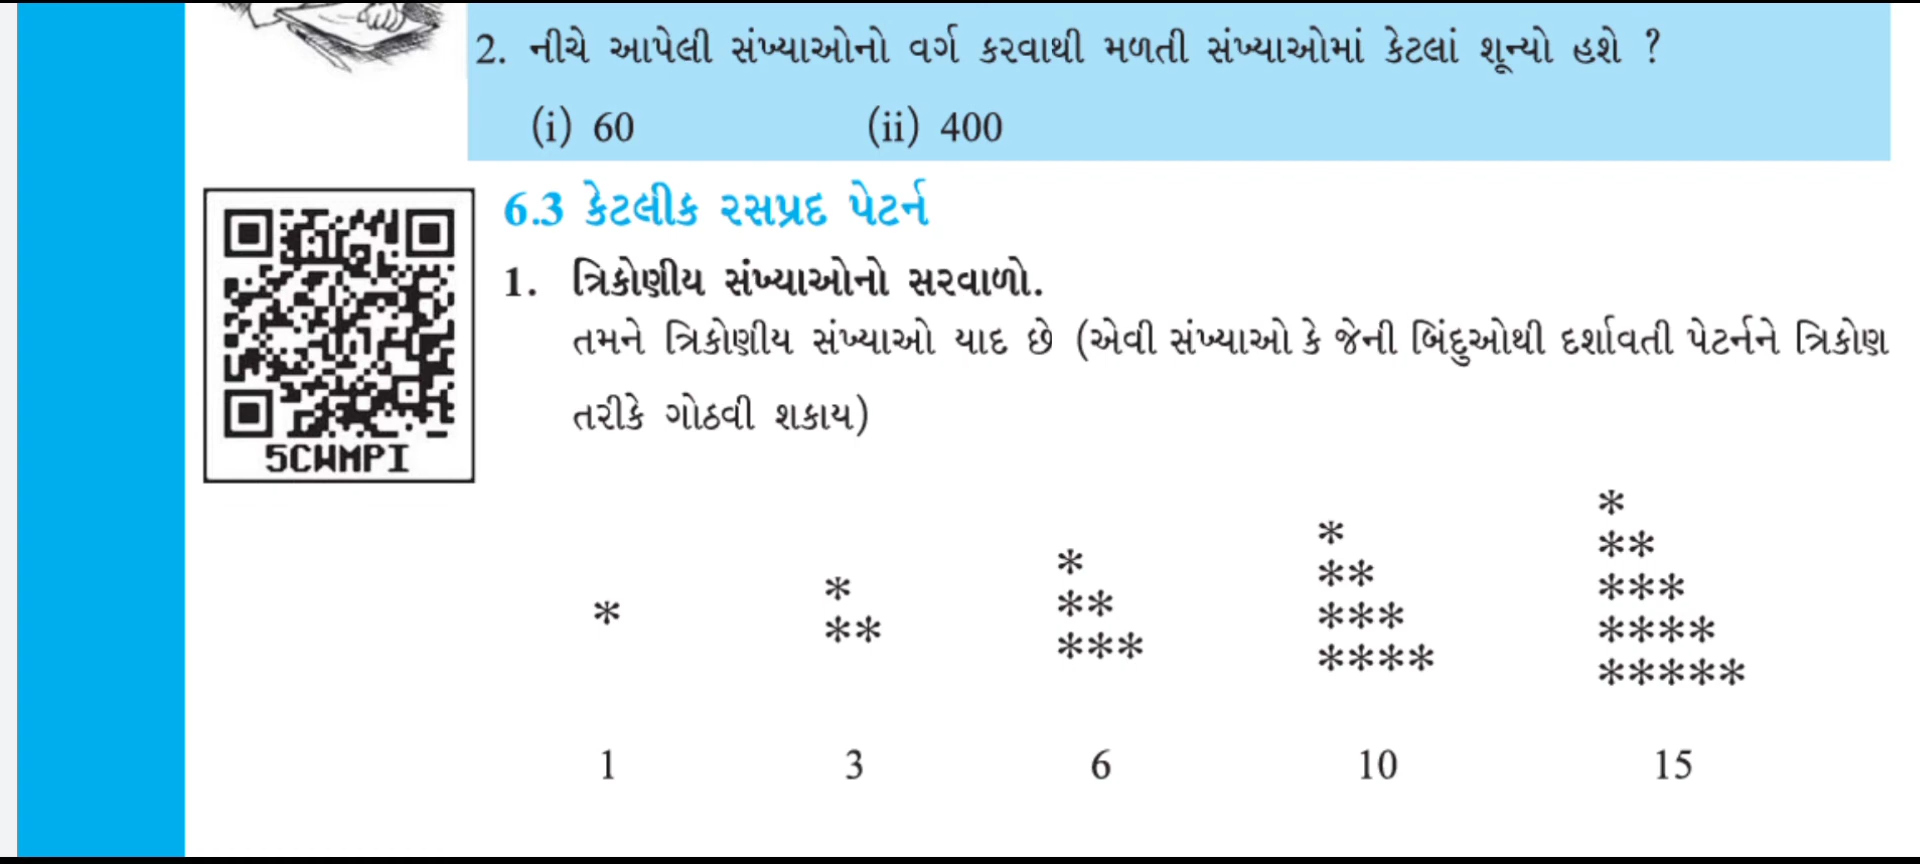 2. નીચે આપેલી સંખ્યાઓનો વર્ગ કરવાથી મળતી સંખ્યાઓમાં કેટલાં શૂન્યો હશે ?
(i) 60 (ii) 400
6.3 કેટલીક રસપ્રદ પેટર્ન
1. ત્રિકોણીય સંખ્યાઓનો સરવાળો.
તમને ત્રિકોણીય સંખ્યાઓ યાદ છે (એવી સંખ્યાઓ કે જેની બિંદુઓથી દર્શાવતી પેટર્નને ત્રિકોણ
તરીકે ગોઠવી શકાય)
5CWMPI
*
* **
* ** ***
* ** *** ****
* ** *** **** *****
1 3 6 10 15